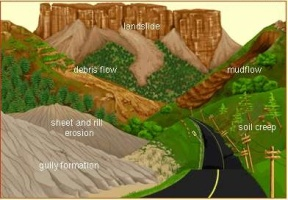 landslide
debris flow
mudflow
sheet and rill
erosion
soil creep
gully formation